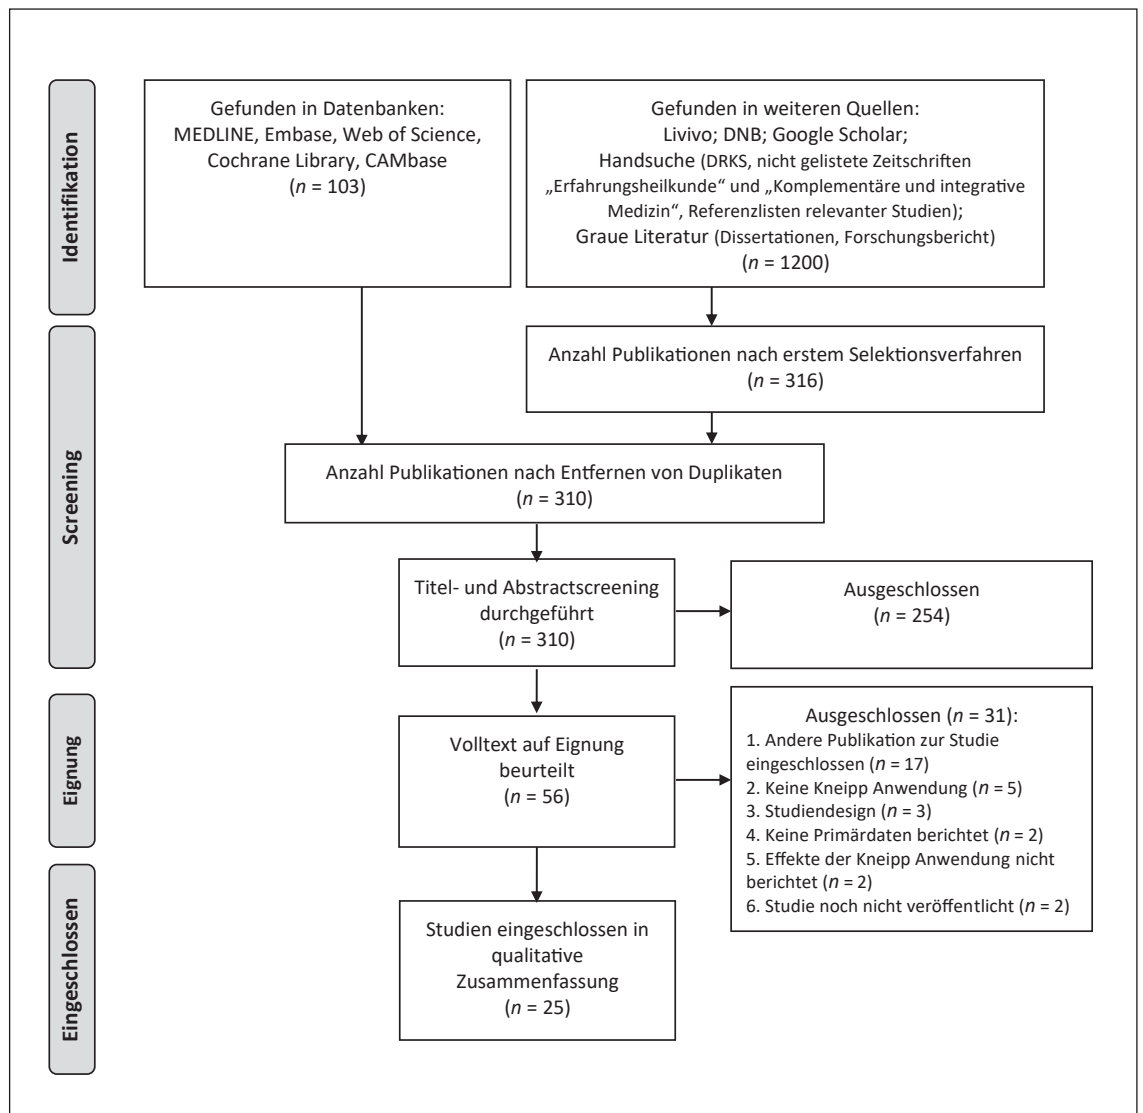 Identifikation
Gefunden in Datenbanken:
MEDLINE, Embase, Web of Science,
Cochrane Library, CAMbase
(n = 103)
Gefunden in weiteren Quellen:
Livivo; DNB; Google Scholar;
Handsuche (DRKS, nicht gelistete Zeitschriften
„Erfahrungsheilkunde“ und „Komplementäre und integrative
Medizin“, Referenzlisten relevanter Studien);
Graue Literatur (Dissertationen, Forschungsbericht)
(n = 1200)
Screening
Anzahl Publikationen nach erstem Selektionsverfahren
(n = 316)
Anzahl Publikationen nach Entfernen von Duplikaten
(n = 310)
Titel- und Abstractscreening
durchgeführt
(n = 310)
Ausgeschlossen
(n = 254)
Eignung
Volltext auf Eignung
beurteilt
(n = 56)
Ausgeschlossen (n = 31):
1. Andere Publikation zur Studie
eingeschlossen (n = 17)
2. Keine Kneipp Anwendung (n = 5)
3. Studiendesign (n = 3)
4. Keine Primärdaten berichtet (n = 2)
5. Effekte der Kneipp Anwendung nicht
berichtet (n = 2)
6. Studie noch nicht veröffentlicht (n = 2)
Eingeschlossen
Studien eingeschlossen in
qualitative
Zusammenfassung
(n = 25)